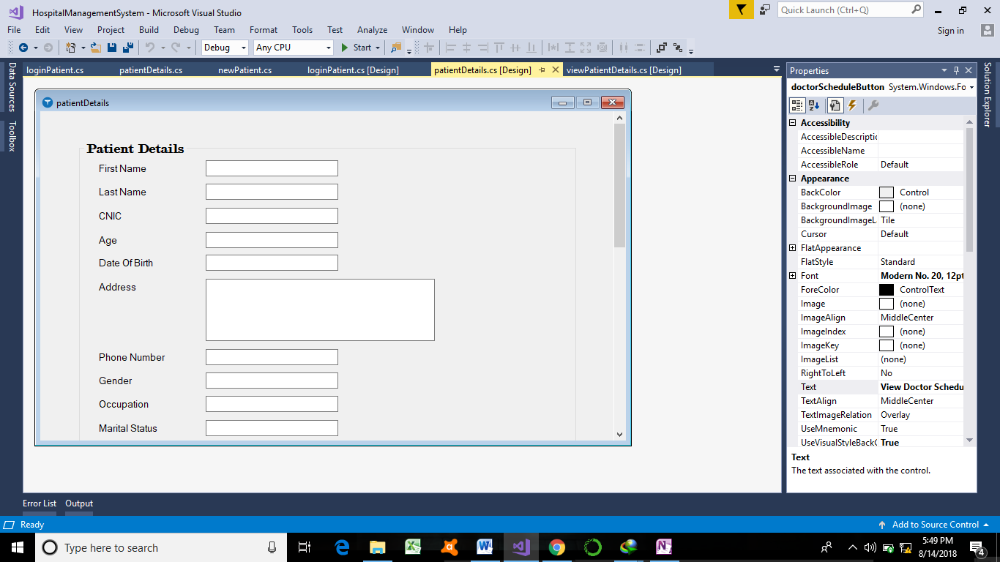 HospitalManagementSystem - Microsoft Visual Studio
Quick Launch (Ctrl+Q)
File Edit View Project Build Debug Team Format Tools Test Analyze Window Help
Sign in
Debug Any CPU Start
Data Sources
Toolbox
loginPatient.cs patientDetails.cs newPatient.cs loginPatient.cs [Design] patientDetails.cs [Design] viewPatientDetails.cs [Design]
patientDetails
Patient Details
First Name
Last Name
CNIC
Age
Date Of Birth
Address
Phone Number
Gender
Occupation
Marital Status
Properties
doctorScheduleButton System.Windows.Fo
Accessibility
AccessibleDescriptic
AccessibleName
AccessibleRole Default
Appearance
BackColor Control
BackgroundImage (none)
BackgroundImageL Tile
Cursor Default
FlatAppearance
FlatStyle Standard
Font Modern No. 20, 12pt
ForeColor ControlText
Image (none)
ImageAlign MiddleCenter
ImageIndex (none)
ImageKey (none)
ImageList (none)
RightToLeft No
Text View Doctor Schedu
TextAlign MiddleCenter
TextImageRelation Overlay
UseMnemonic True
UseVisualStyleBackC True
Text
The text associated with the control.
Solution Explorer
Error List Output
Ready
Add to Source Control
Type here to search
5:49 PM
8/14/2018
4